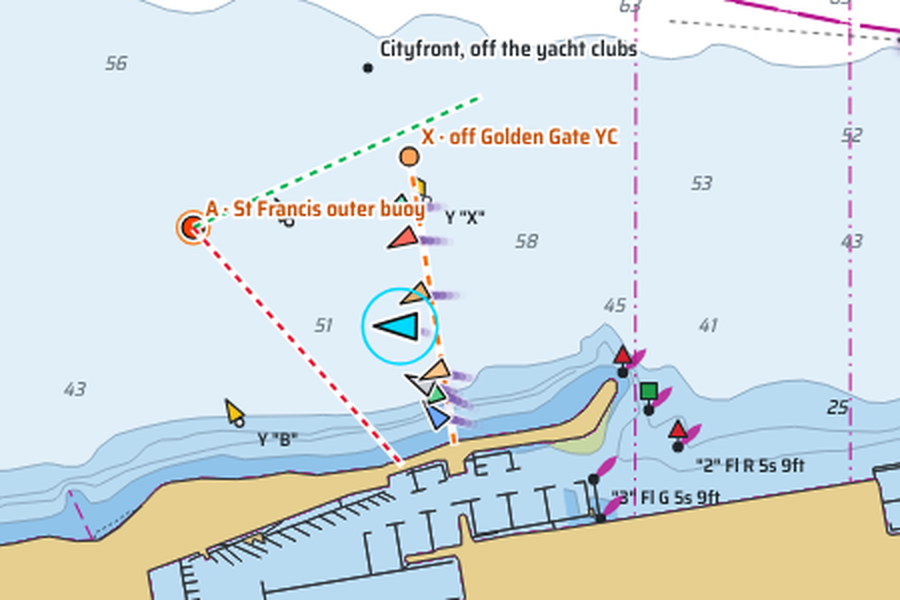 63
56
Cityfront, off the yacht clubs
X · off Golden Gate YC
52
53
A · St Francis outer buoy
Y "X"
58
43
45
51
41
43
25
Y "B"
"2" Fl R 5s 9ft
"3" Fl G 5s 9ft